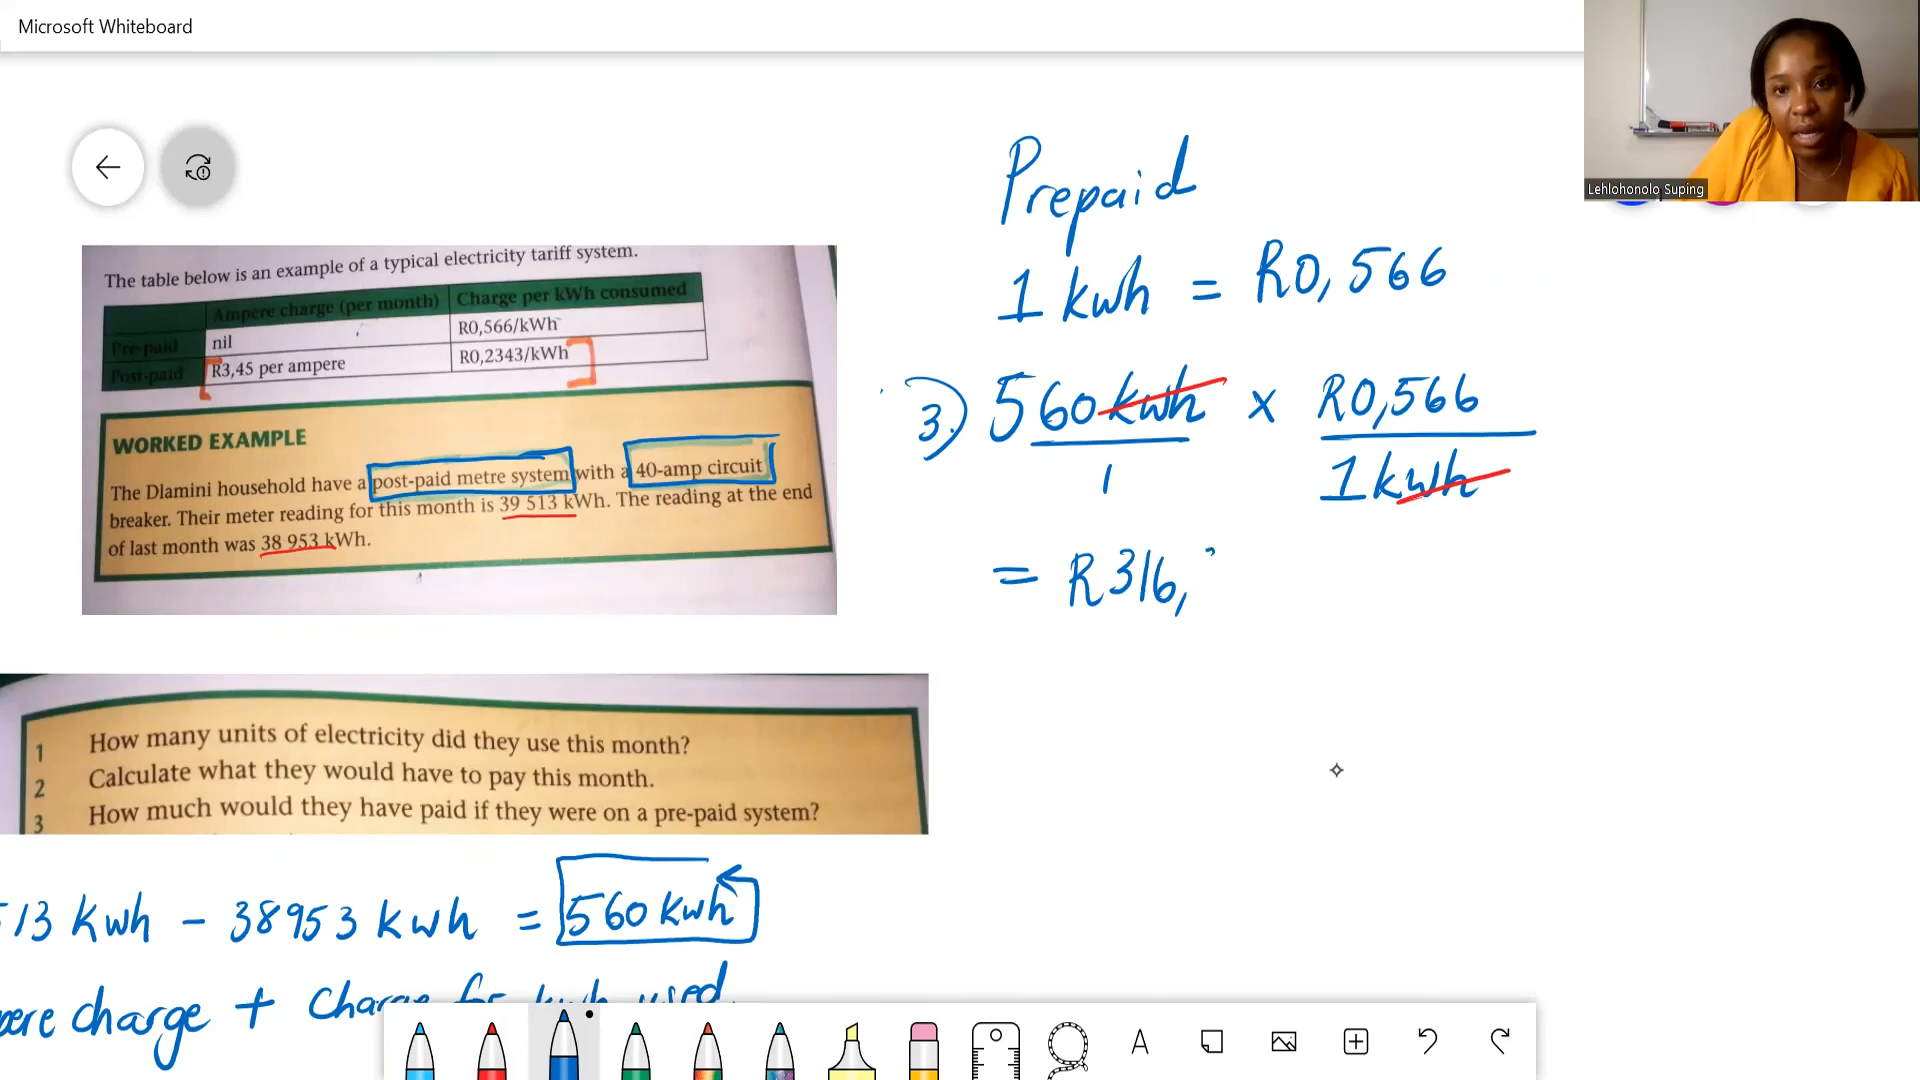 Microsoft Whiteboard
Lehlohonolo Suping
The table below is an example of a typical electricity tariff system.
Ampere charge (per month) Charge per kWh consumed
Pre-paid nil R0,566/kWh
Post-paid R3,45 per ampere R0,2343/kWh
WORKED EXAMPLE
The Dlamini household have a post-paid metre system with a 40-amp circuit
breaker. Their meter reading for this month is 39 513 kWh. The reading at the end
of last month was 38 953 kWh.
Prepaid
1 kwh = R0,566
3.) 560 kwh x R0,566
1 1kwh
= R316,
1 How many units of electricity did they use this month?
2 Calculate what they would have to pay this month.
3 How much would they have paid if they were on a pre-paid system?
513 kwh - 38953 kwh = 560 kwh
pere charge + Charge for kwh used.
A